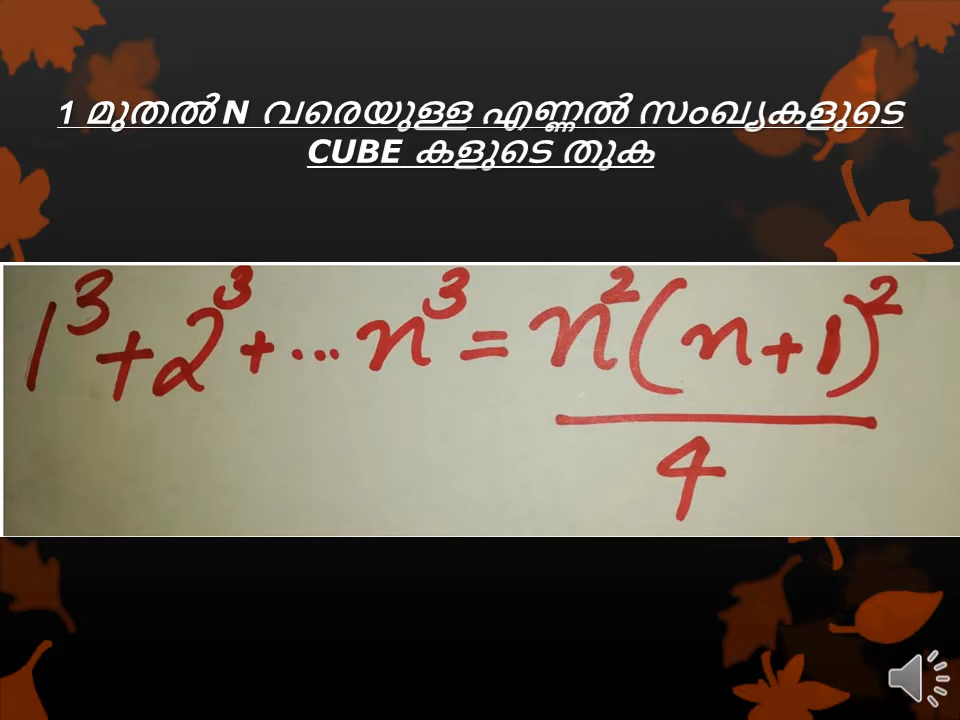 1 മുതൽ N വരെയുള്ള എണ്ണൽ സംഖ്യകളുടെ
CUBE കളുടെ തുക
1³+2³+...n³= n²(n+1)²
4